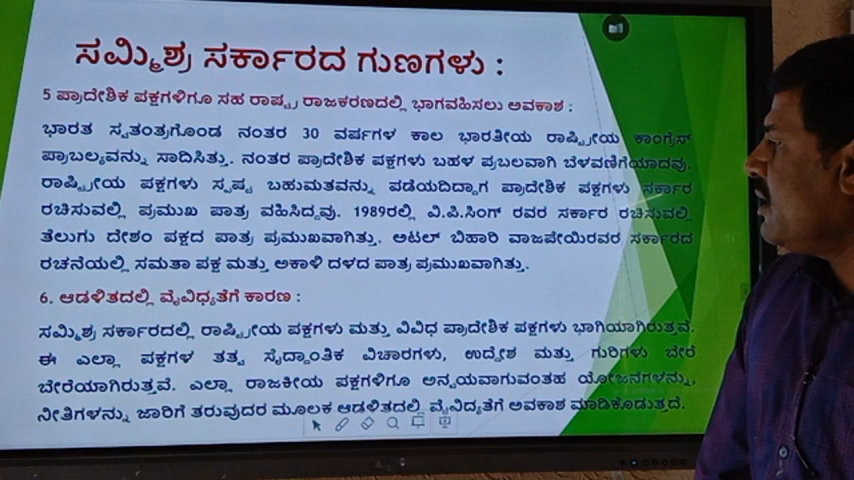 ಸಮ್ಮಿಶ್ರ ಸರ್ಕಾರದ ಗುಣಗಳು :
5 ಪ್ರಾದೇಶಿಕ ಪಕ್ಷಗಳಿಗೂ ಸಹ ರಾಷ್ಟ್ರ ರಾಜಕರಣದಲ್ಲಿ ಭಾಗವಹಿಸಲು ಅವಕಾಶ :
ಭಾರತ ಸ್ವತಂತ್ರಗೊಂಡ ನಂತರ 30 ವರ್ಷಗಳ ಕಾಲ ಭಾರತೀಯ ರಾಷ್ಟ್ರೀಯ ಕಾಂಗ್ರೆಸ್
ಪ್ರಾಬಲ್ಯವನ್ನು ಸಾದಿಸಿತ್ತು. ನಂತರ ಪ್ರಾದೇಶಿಕ ಪಕ್ಷಗಳು ಬಹಳ ಪ್ರಬಲವಾಗಿ ಬೆಳವಣಿಗೆಯಾದವು.
ರಾಷ್ಟ್ರೀಯ ಪಕ್ಷಗಳು ಸ್ಪಷ್ಟ ಬಹುಮತವನ್ನು ಪಡೆಯದಿದ್ದಾಗ ಪ್ರಾದೇಶಿಕ ಪಕ್ಷಗಳು ಸರ್ಕಾರ
ರಚಿಸುವಲ್ಲಿ ಪ್ರಮುಖ ಪಾತ್ರ ವಹಿಸಿದ್ದವು. 1989ರಲ್ಲಿ ವಿ.ಪಿ.ಸಿಂಗ್ ರವರ ಸರ್ಕಾರ ರಚಿಸುವಲ್ಲಿ
ತೆಲುಗು ದೇಶಂ ಪಕ್ಷದ ಪಾತ್ರ ಪ್ರಮುಖವಾಗಿತ್ತು. ಅಟಲ್ ಬಿಹಾರಿ ವಾಜಪೇಯಿರವರ ಸರ್ಕಾರದ
ರಚನೆಯಲ್ಲಿ ಸಮತಾ ಪಕ್ಷ ಮತ್ತು ಅಕಾಳಿ ದಳದ ಪಾತ್ರ ಪ್ರಮುಖವಾಗಿತ್ತು.
6. ಆಡಳಿತದಲ್ಲಿ ವೈವಿಧ್ಯತೆಗೆ ಕಾರಣ :
ಸಮ್ಮಿಶ್ರ ಸರ್ಕಾರದಲ್ಲಿ ರಾಷ್ಟ್ರೀಯ ಪಕ್ಷಗಳು ಮತ್ತು ವಿವಿಧ ಪ್ರಾದೇಶಿಕ ಪಕ್ಷಗಳು ಭಾಗಿಯಾಗಿರುತ್ತವೆ.
ಈ ಎಲ್ಲಾ ಪಕ್ಷಗಳ ತತ್ವ ಸೈದ್ಧಾಂತಿಕ ವಿಚಾರಗಳು, ಉದ್ದೇಶ ಮತ್ತು ಗುರಿಗಳು ಬೇರೆ
ಬೇರೆಯಾಗಿರುತ್ತವೆ. ಎಲ್ಲಾ ರಾಜಕೀಯ ಪಕ್ಷಗಳಿಗೂ ಅನ್ವಯವಾಗುವಂತಹ ಯೋಜನೆಗಳನ್ನು,
ನೀತಿಗಳನ್ನು ಜಾರಿಗೆ ತರುವುದರ ಮೂಲಕ ಆಡಳಿತದಲ್ಲಿ ವೈವಿದ್ಯತೆಗೆ ಅವಕಾಶ ಮಾಡಿಕೊಡುತ್ತದೆ.